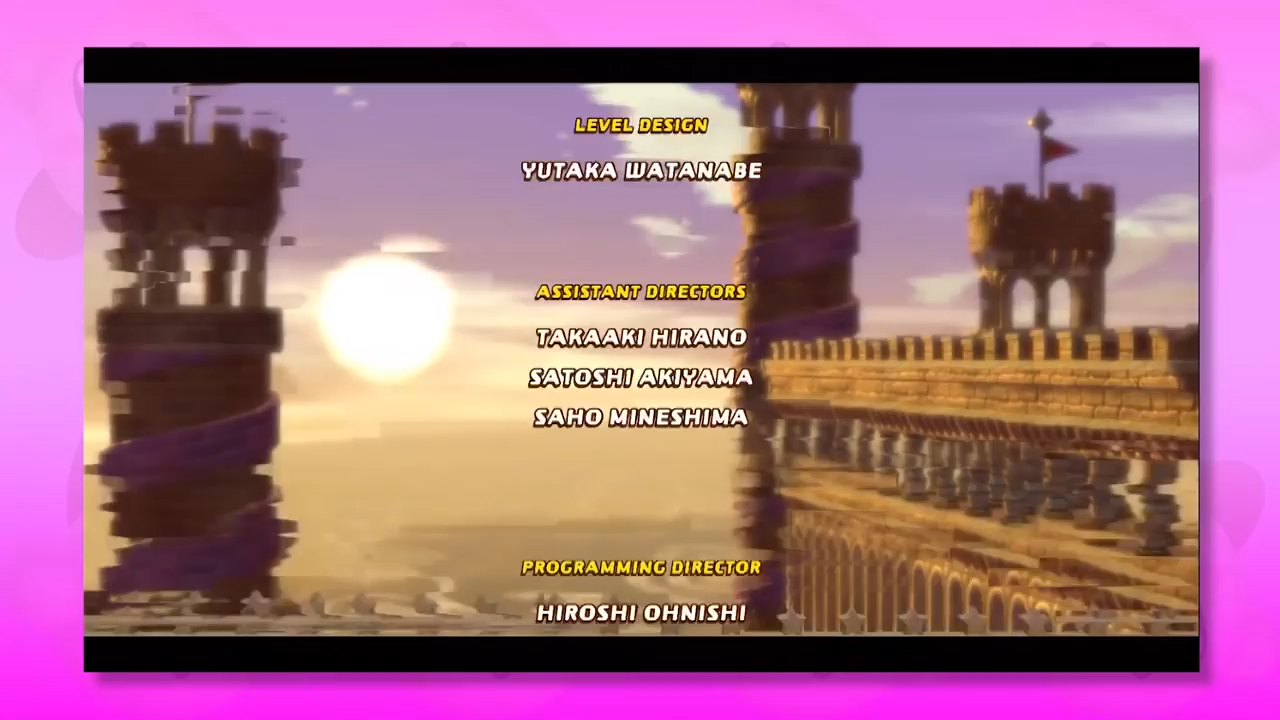 LEVEL DESIGN
YUTAKA WATANABE
ASSISTANT DIRECTORS
TAKAAKI HIRANO
SATOSHI AKIYAMA
SAHO MINESHIMA
PROGRAMMING DIRECTOR
HIROSHI OHNISHI